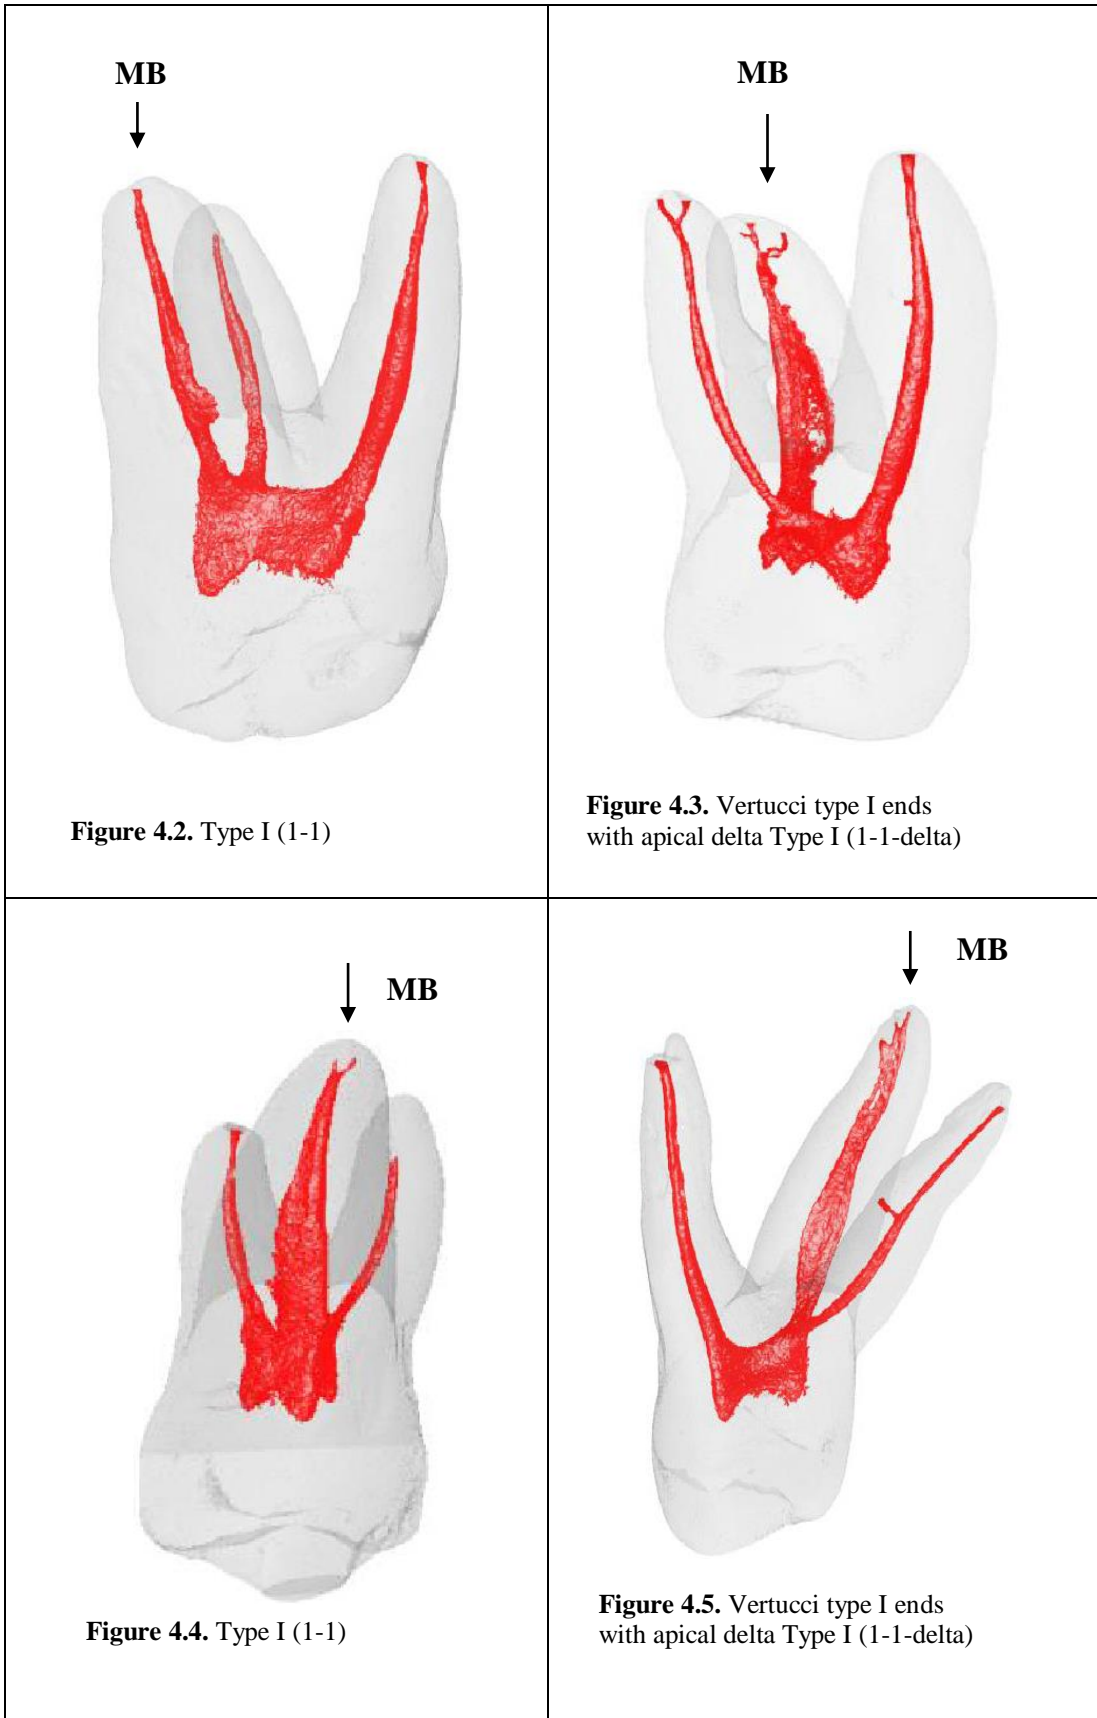 MB
MB
Figure 4.2. Type I (1-1)
Figure 4.3. Vertucci type I ends
with apical delta Type I (1-1-delta)
MB
MB
Figure 4.4. Type I (1-1)
Figure 4.5. Vertucci type I ends
with apical delta Type I (1-1-delta)